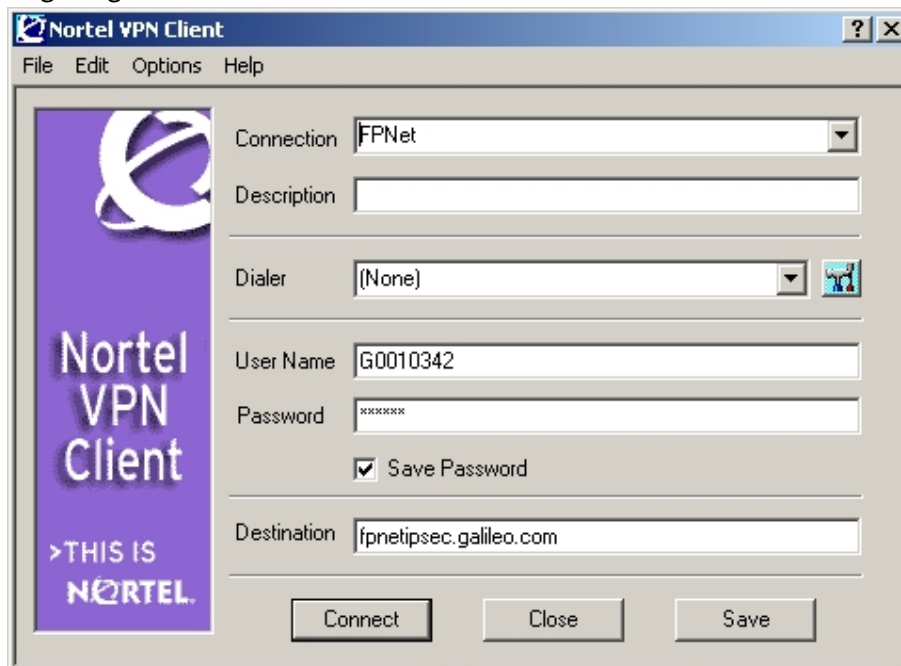 Nortel VPN Client
File Edit Options Help
Connection FPNet
Description
Dialer (None)
User Name G0010342
Password ******
Save Password
Destination fpnetipsec.galileo.com
Nortel
VPN
Client
>THIS IS
NORTEL.
Connect Close Save